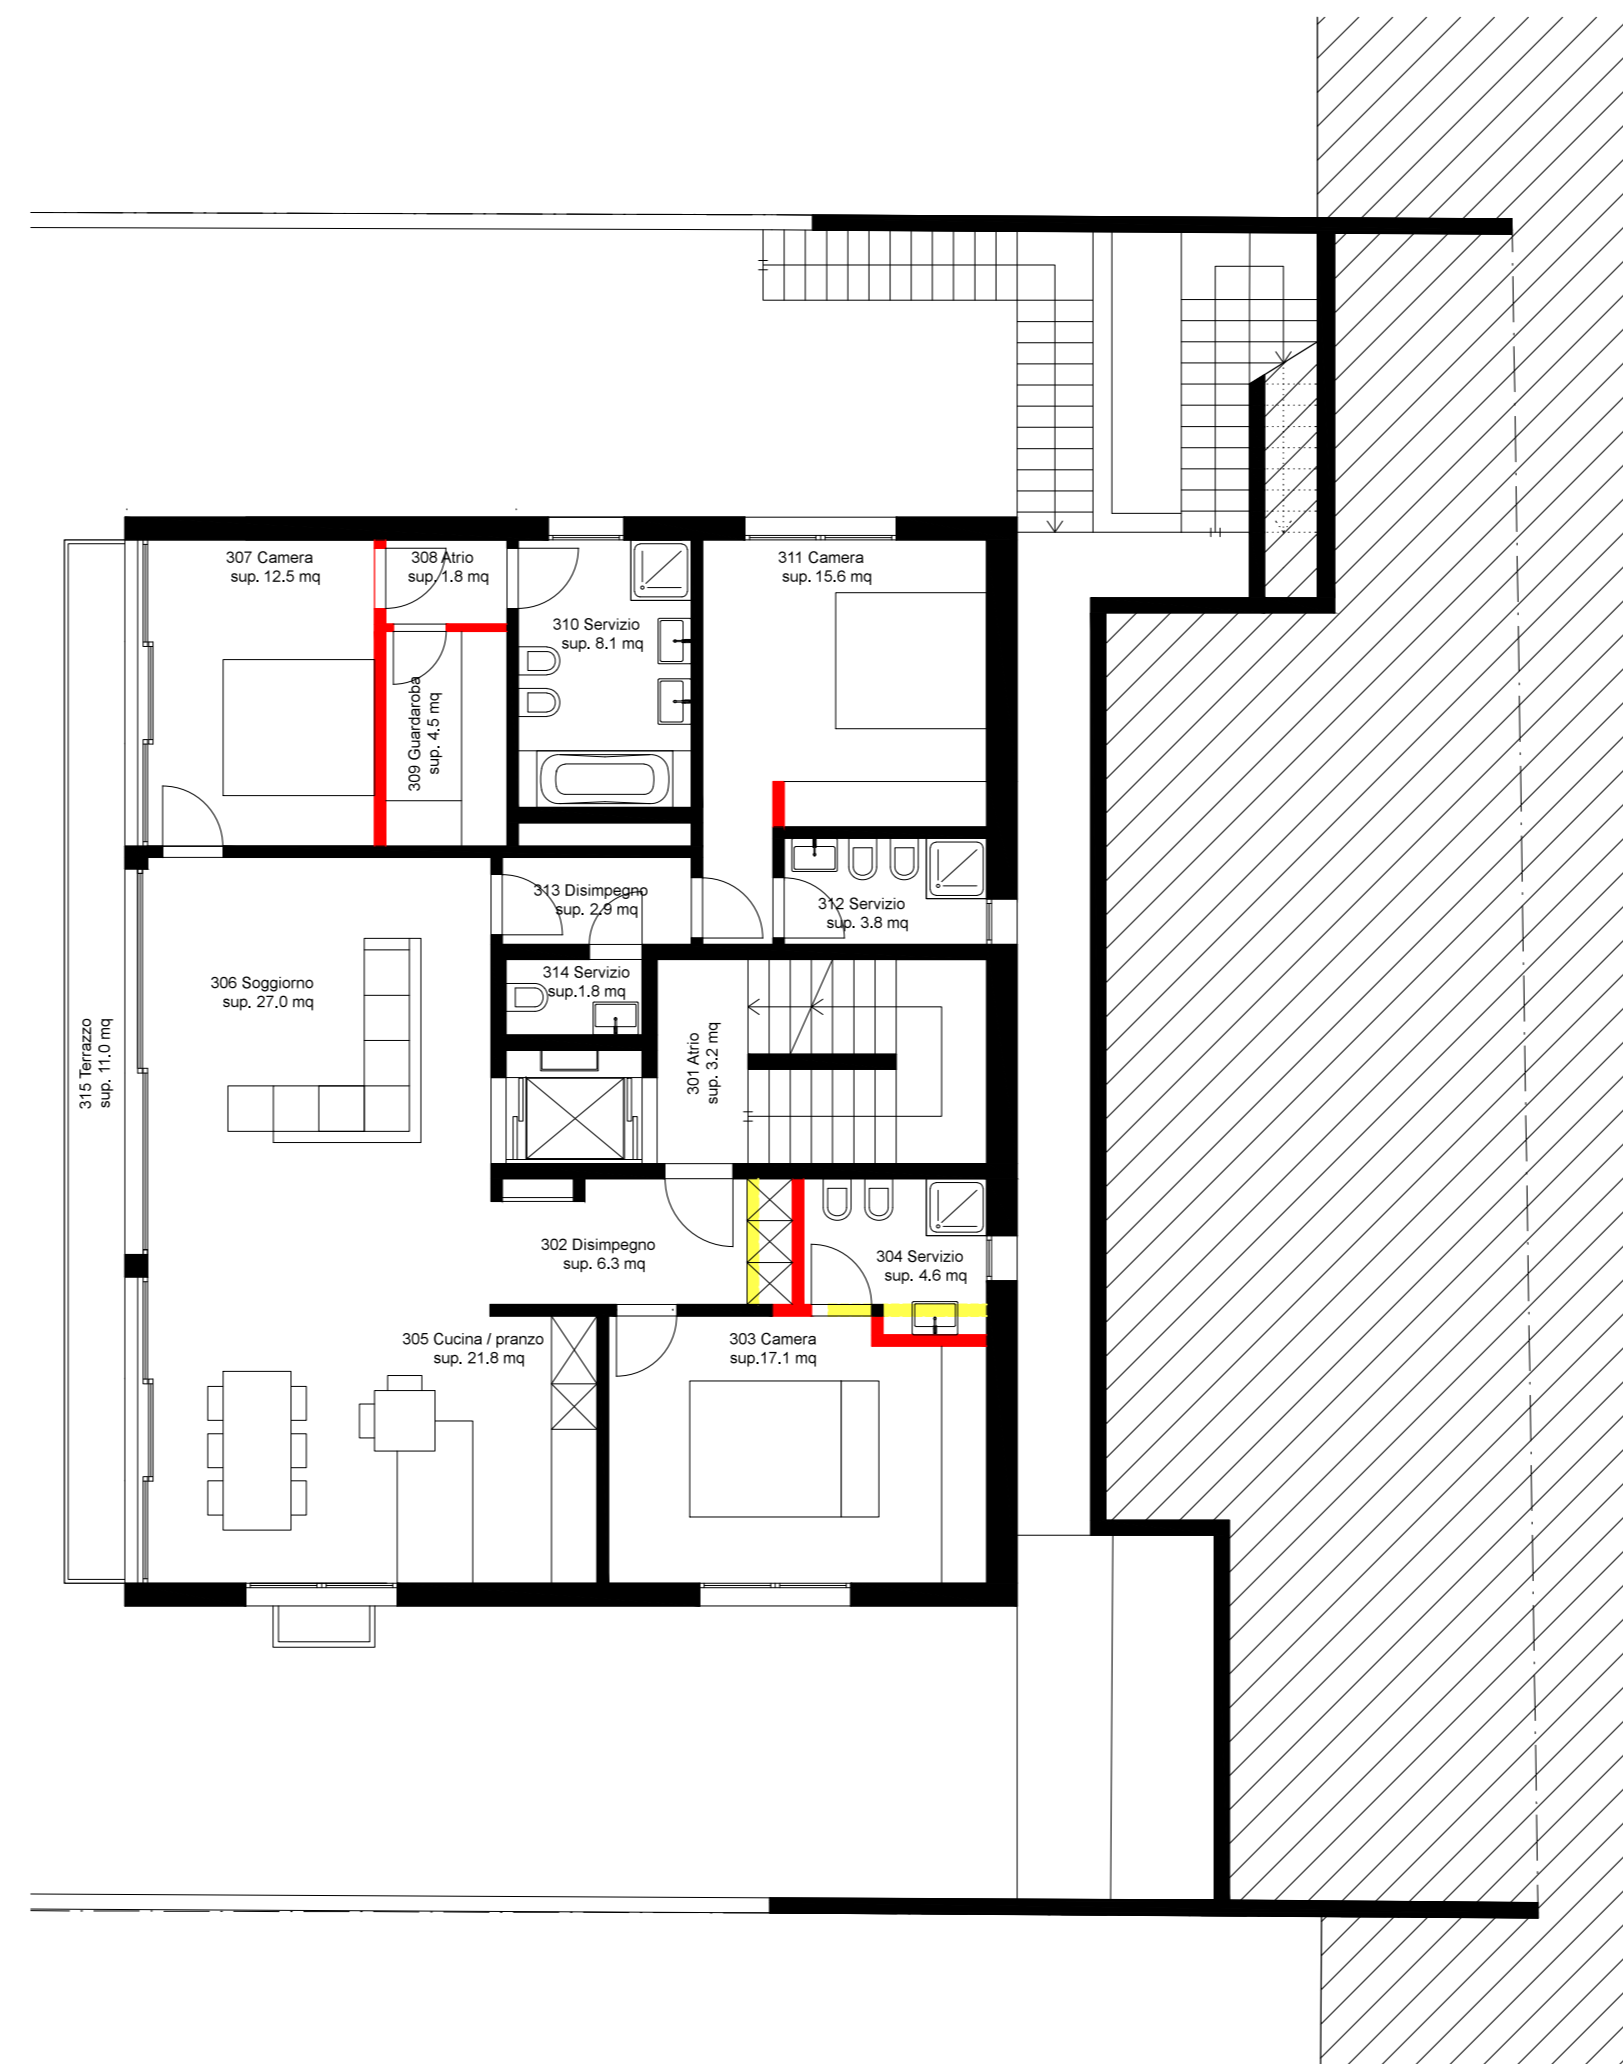 307 Camera
sup. 12.5 mq
308 Atrio
sup. 1.8 mq
311 Camera
sup. 15.6 mq
310 Servizio
sup. 8.1 mq
309 Guardaroba
sup. 4.5 mq
313 Disimpegno
sup. 2.9 mq
312 Servizio
sup. 3.8 mq
314 Servizio
sup.1.8 mq
306 Soggiorno
sup. 27.0 mq
315 Terrazzo
sup. 11.0 mq
301 Atrio
sup. 3.2 mq
302 Disimpegno
sup. 6.3 mq
304 Servizio
sup. 4.6 mq
305 Cucina / pranzo
sup. 21.8 mq
303 Camera
sup.17.1 mq